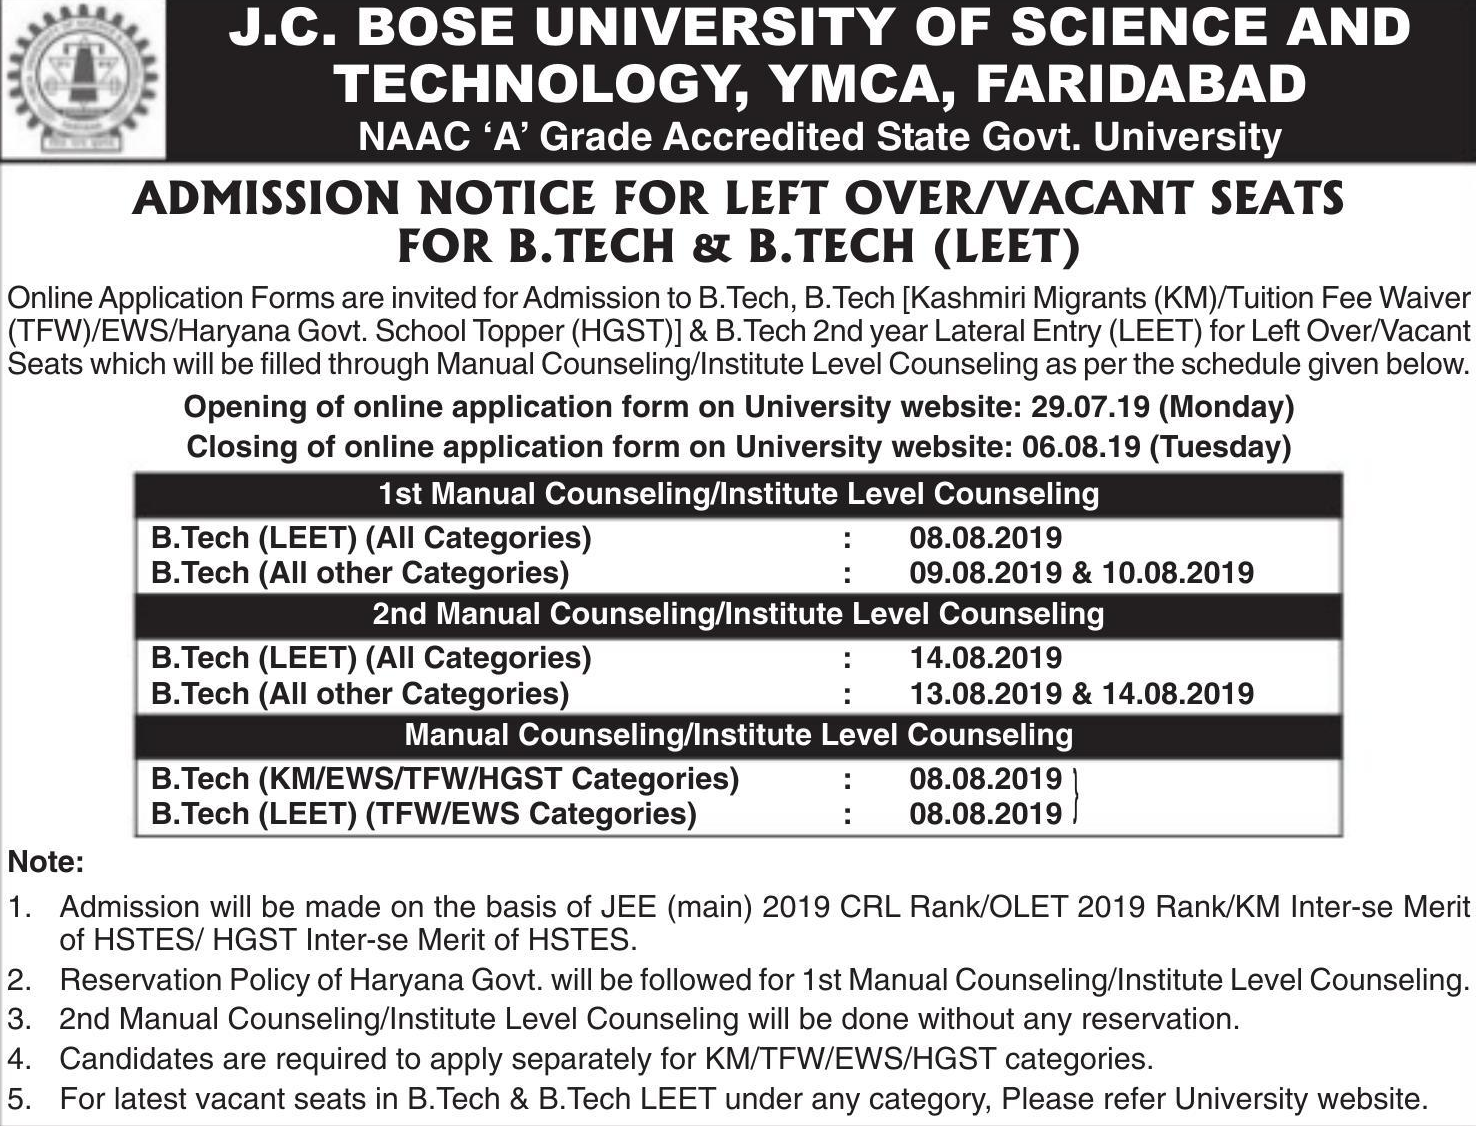 J.C. BOSE UNIVERSITY OF SCIENCE AND
TECHNOLOGY, YMCA, FARIDABAD
NAAC ‘A’ Grade Accredited State Govt. University
ADMISSION NOTICE FOR LEFT OVER/VACANT SEATS
FOR B.TECH & B.TECH (LEET)
Online Application Forms are invited for Admission to B.Tech, B.Tech [Kashmiri Migrants (KM)/Tuition Fee Waiver
(TFW)/EWS/Haryana Govt. School Topper (HGST)] & B.Tech 2nd year Lateral Entry (LEET) for Left Over/Vacant
Seats which will be filled through Manual Counseling/Institute Level Counseling as per the schedule given below.
Opening of online application form on University website: 29.07.19 (Monday)
Closing of online application form on University website: 06.08.19 (Tuesday)
1st Manual Counseling/Institute Level Counseling
B.Tech (LEET) (All Categories) : 08.08.2019
B.Tech (All other Categories) : 09.08.2019 & 10.08.2019
2nd Manual Counseling/Institute Level Counseling
B.Tech (LEET) (All Categories) : 14.08.2019
B.Tech (All other Categories) : 13.08.2019 & 14.08.2019
Manual Counseling/Institute Level Counseling
B.Tech (KM/EWS/TFW/HGST Categories) : 08.08.2019
B.Tech (LEET) (TFW/EWS Categories) : 08.08.2019
Note:
1. Admission will be made on the basis of JEE (main) 2019 CRL Rank/OLET 2019 Rank/KM Inter-se Merit
of HSTES/ HGST Inter-se Merit of HSTES.
2. Reservation Policy of Haryana Govt. will be followed for 1st Manual Counseling/Institute Level Counseling.
3. 2nd Manual Counseling/Institute Level Counseling will be done without any reservation.
4. Candidates are required to apply separately for KM/TFW/EWS/HGST categories.
5. For latest vacant seats in B.Tech & B.Tech LEET under any category, Please refer University website.